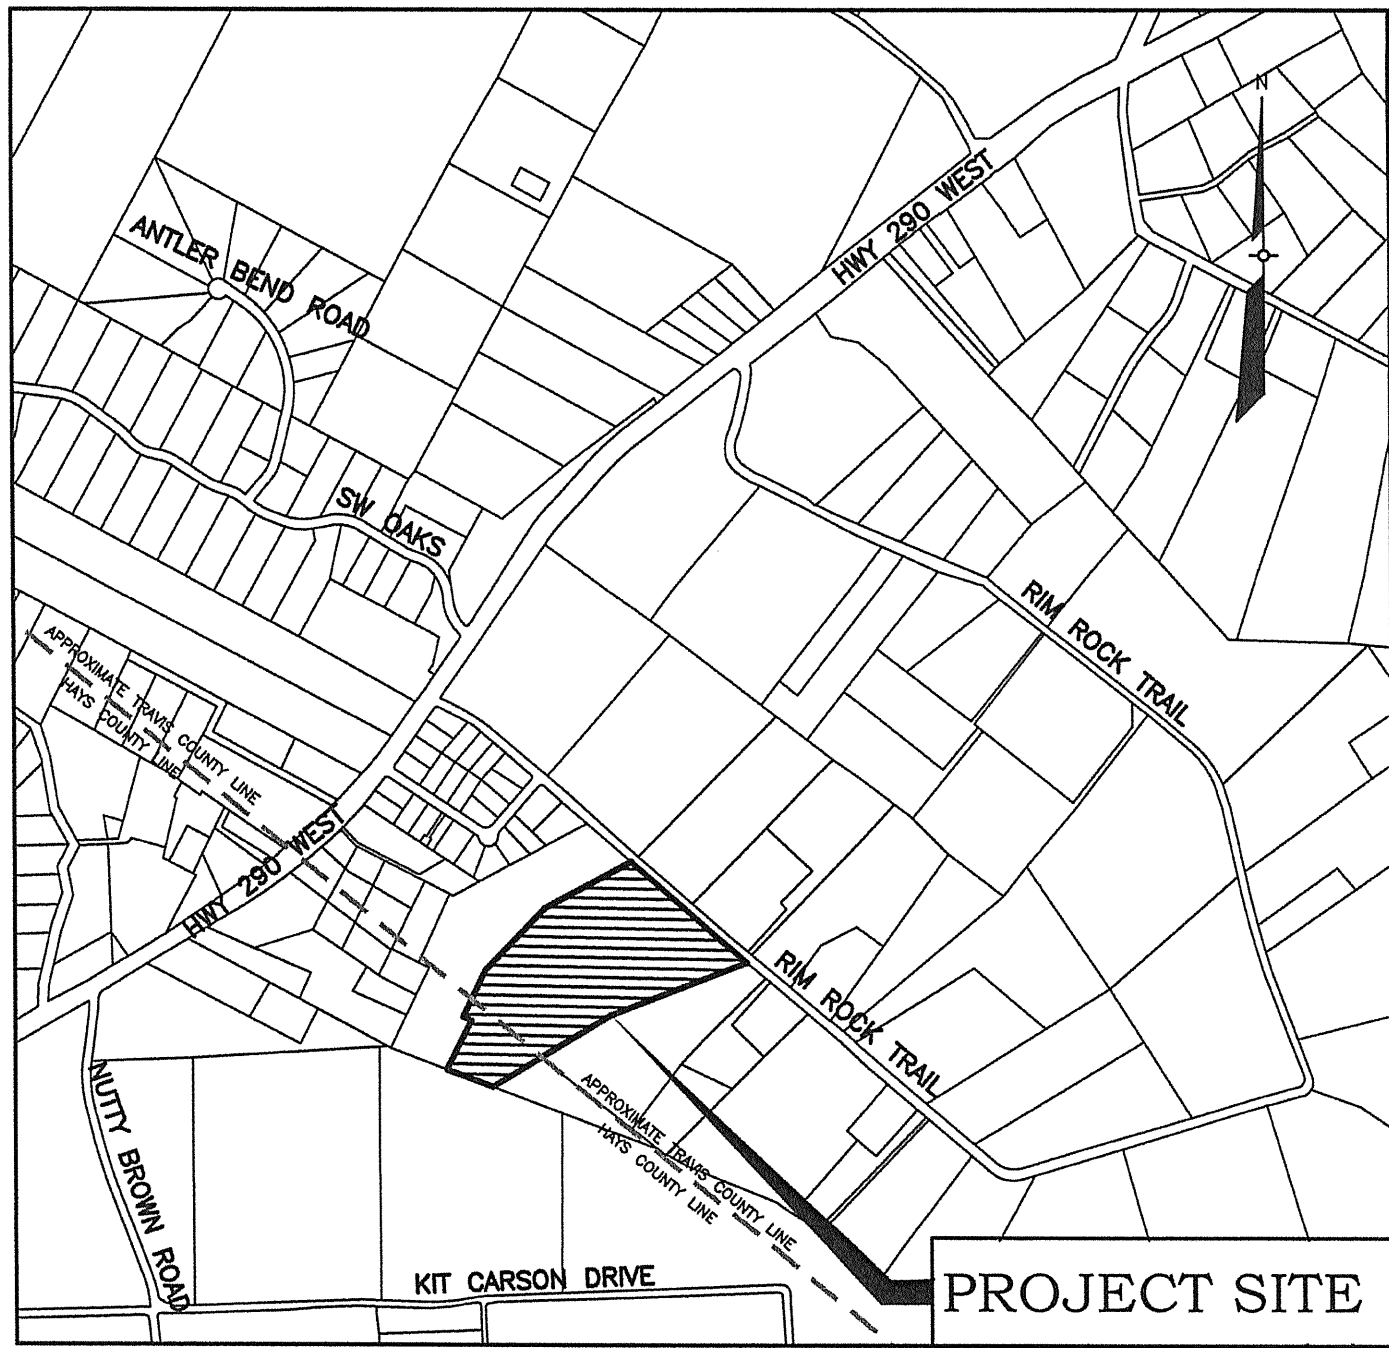 N
HWY 290 WEST
ANTLER BEND ROAD
SW OAKS
RIM ROCK TRAIL
APPROXIMATE TRAVIS COUNTY LINE
HAYS COUNTY LINE
HWY 290 WEST
RIM ROCK TRAIL
APPROXIMATE TRAVIS COUNTY LINE
HAYS COUNTY LINE
NUTTY BROWN ROAD
KIT CARSON DRIVE
PROJECT SITE